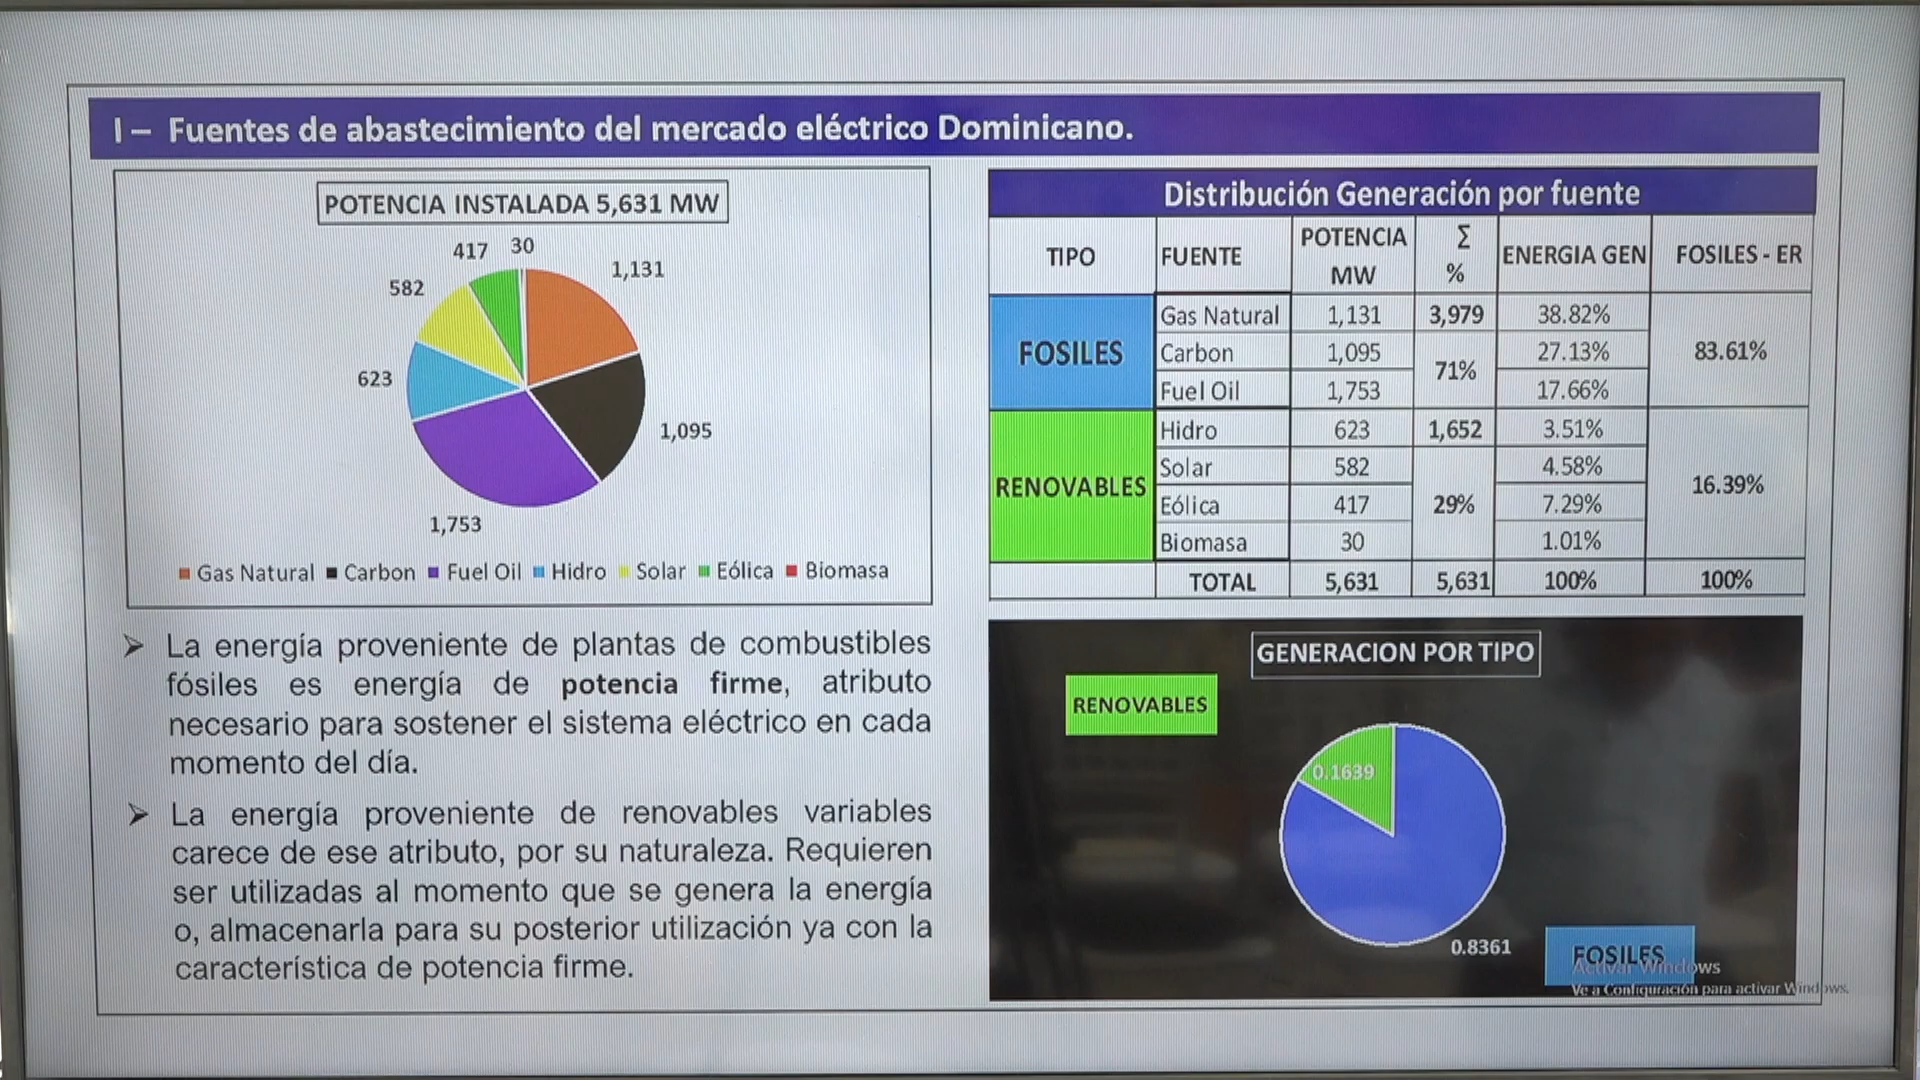 I – Fuentes de abastecimiento del mercado eléctrico Dominicano.
POTENCIA INSTALADA 5,631 MW
417 30
582 1,131
623
1,095
1,753
Gas Natural Carbon Fuel Oil Hidro Solar Eólica Biomasa
La energía proveniente de plantas de combustibles
fósiles es energía de potencia firme, atributo
necesario para sostener el sistema eléctrico en cada
momento del día.
La energía proveniente de renovables variables
carece de ese atributo, por su naturaleza. Requieren
ser utilizadas al momento que se genera la energía
o, almacenarla para su posterior utilización ya con la
característica de potencia firme.
Distribución Generación por fuente
TIPO FUENTE POTENCIA MW Σ % ENERGIA GEN FOSILES - ER
FOSILES Gas Natural 1,131 3,979 38.82% 83.61%
Carbon 1,095 71% 27.13%
Fuel Oil 1,753 17.66%
RENOVABLES Hidro 623 1,652 3.51% 16.39%
Solar 582 29% 4.58%
Eólica 417 7.29%
Biomasa 30 1.01%
TOTAL 5,631 5,631 100% 100%
GENERACION POR TIPO
RENOVABLES
0.1639
0.8361
FOSILES
Activar Windows
Ve a Configuración para activar Windows.